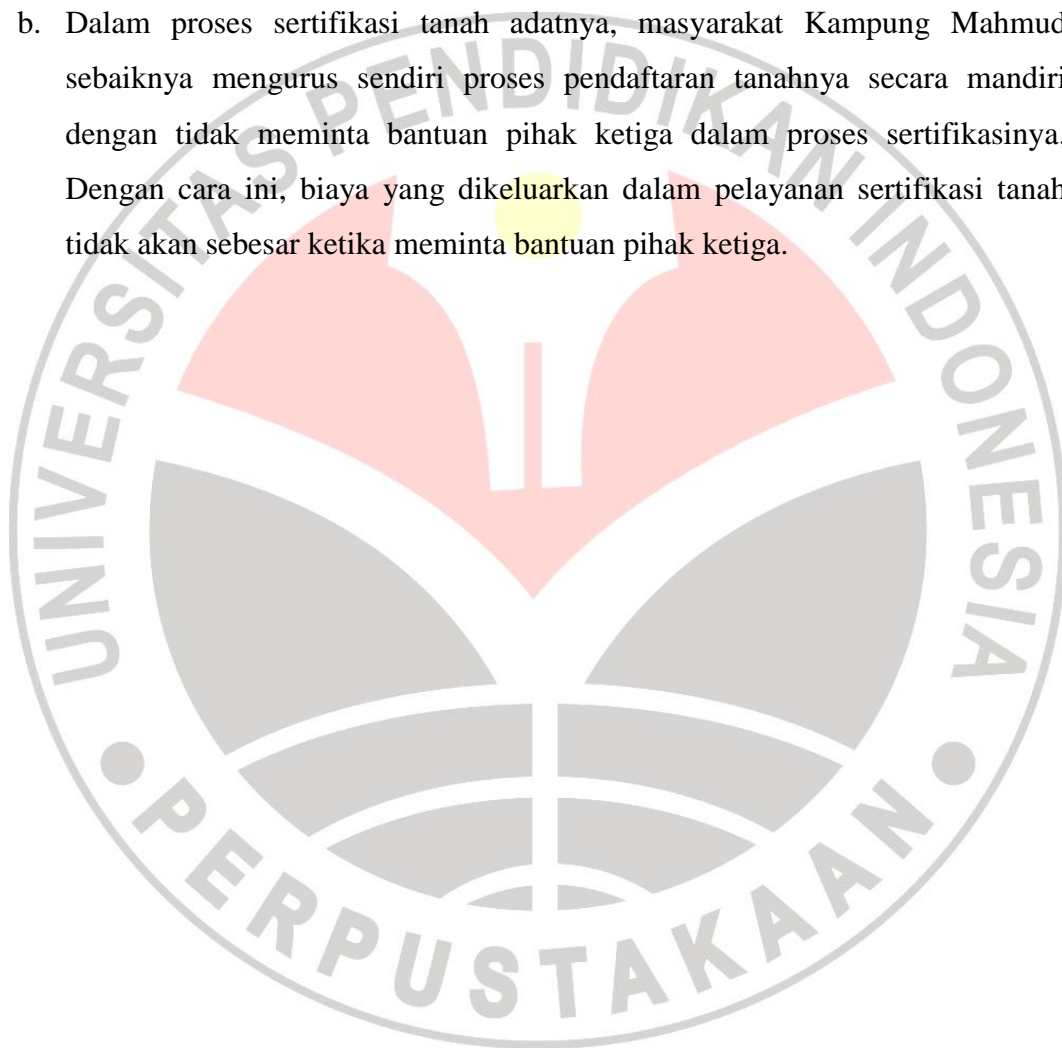 b. Dalam proses sertifikasi tanah adatnya, masyarakat Kampung Mahmud
sebaiknya mengurus sendiri proses pendaftaran tanahnya secara mandiri
dengan tidak meminta bantuan pihak ketiga dalam proses sertifikasinya.
Dengan cara ini, biaya yang dikeluarkan dalam pelayanan sertifikasi tanah
tidak akan sebesar ketika meminta bantuan pihak ketiga.
UNIVERSITAS PENDIDIKAN INDONESIA
PERPUSTAKAAN